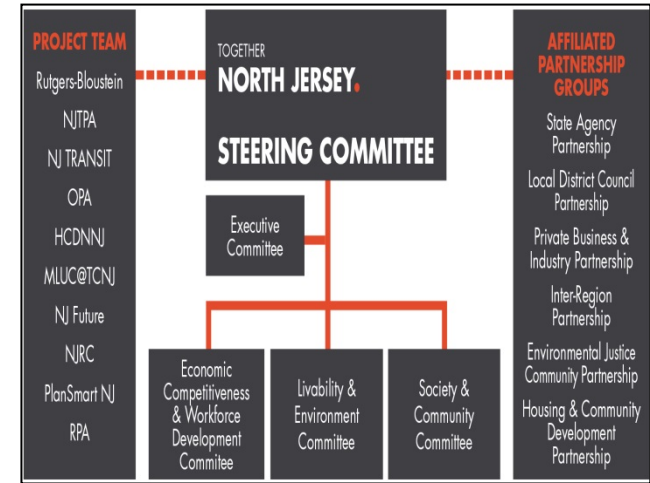 PROJECT TEAM
Rutgers-Bloustein
NJTPA
NJ TRANSIT
OPA
HCDNNJ
MLUC@TCNJ
NJ Future
NJRC
PlanSmart NJ
RPA
TOGETHER
NORTH JERSEY.
STEERING COMMITTEE
Executive
Committee
Economic
Competitiveness
& Workforce
Development
Commitee
Livability &
Environment
Committee
Society &
Community
Committee
AFFILIATED
PARTNERSHIP
GROUPS
State Agency
Partnership
Local District Council
Partnership
Private Business &
Industry Partnership
Inter-Region
Partnership
Environmental Justice
Community Partnership
Housing & Community
Development
Partnership